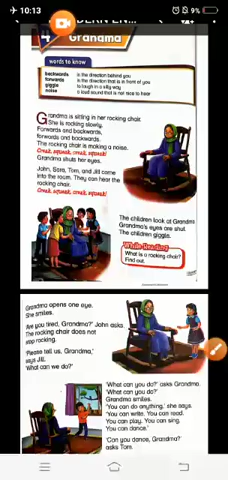 10:13
9%
4
Grandma
words to know
backwards is the direction behind you
forwards is the direction that is in front of you
giggle to laugh in a silly way
noise a loud sound that is not nice to hear
Grandma is sitting in her rocking chair.
She is rocking slowly.
Forwards and backwards,
forwards and backwards.
The rocking chair is making a noise.
Creak squeak, creak squeak!
Grandma shuts her eyes.
John, Sara, Tom, and Jill come
into the room. They can hear the
rocking chair.
Creak squeak, creak squeak!
The children look at Grandma
Grandma's eyes are shut.
The children giggle.
While Reading
What is a rocking chair?
Find out.
Grandma opens one eye.
She smiles.
'Are you tired, Grandma?' John asks.
The rocking chair does not
stop rocking.
'Please tell us, Grandma,'
says Jill.
'What can we do?'
'What can you do?' asks Grandma.
'What can you do?'
Grandma smiles.
'You can do anything,' she says.
'You can write. You can read.
You can play. You can sing.
You can dance.'
'Can you dance, Grandma?'
asks Tom.